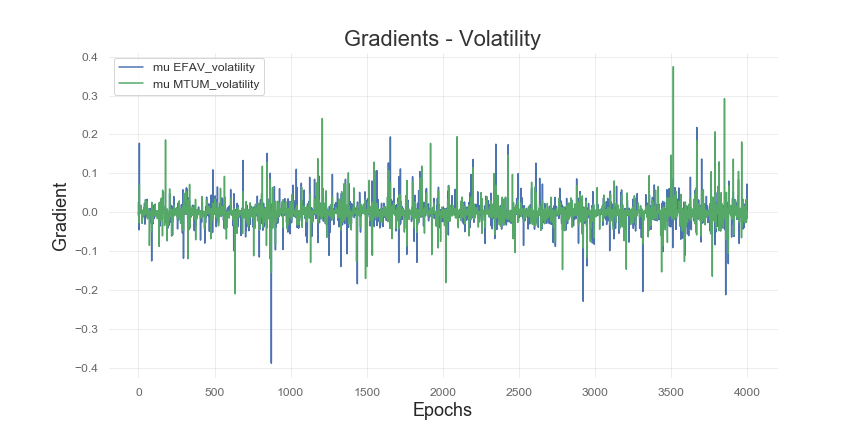 Gradients - Volatility
mu EFAV_volatility
mu MTUM_volatility
Gradient
0.4
0.3
0.2
0.1
0.0
−0.1
−0.2
−0.3
−0.4
0 500 1000 1500 2000 2500 3000 3500 4000
Epochs